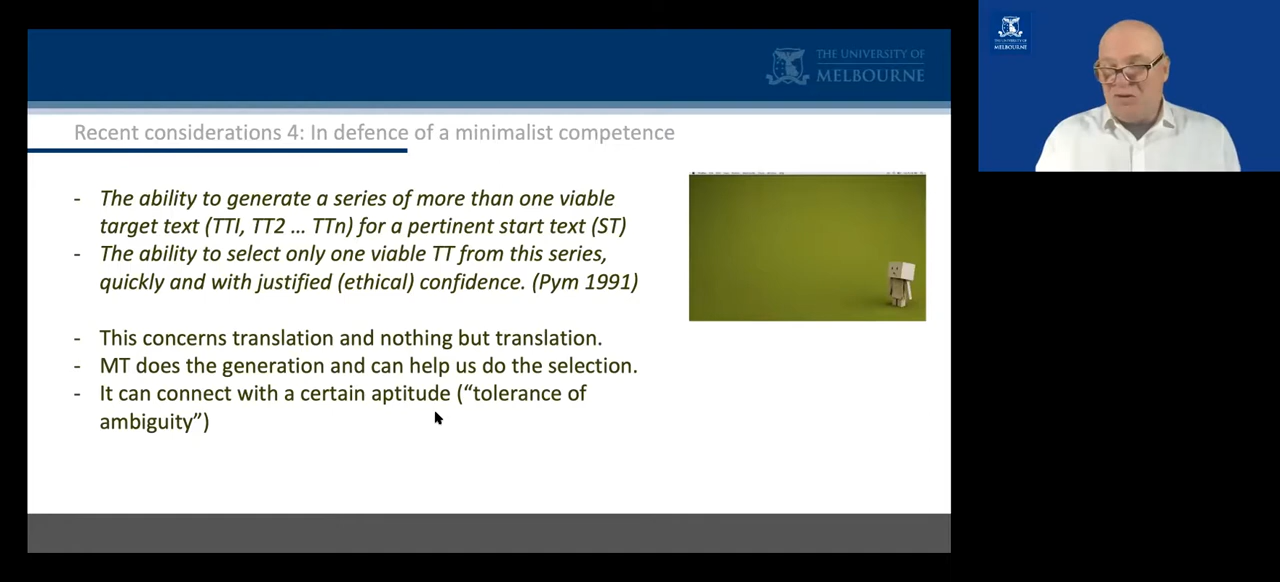 THE UNIVERSITY OF
MELBOURNE
THE UNIVERSITY OF
MELBOURNE
Recent considerations 4: In defence of a minimalist competence
- The ability to generate a series of more than one viable
target text (TTI, TT2 ... TTn) for a pertinent start text (ST)
- The ability to select only one viable TT from this series,
quickly and with justified (ethical) confidence. (Pym 1991)
- This concerns translation and nothing but translation.
- MT does the generation and can help us do the selection.
- It can connect with a certain aptitude (“tolerance of
ambiguity”)